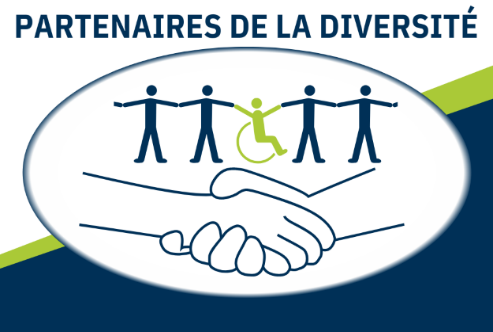 PARTENAIRES DE LA DIVERSITÉ